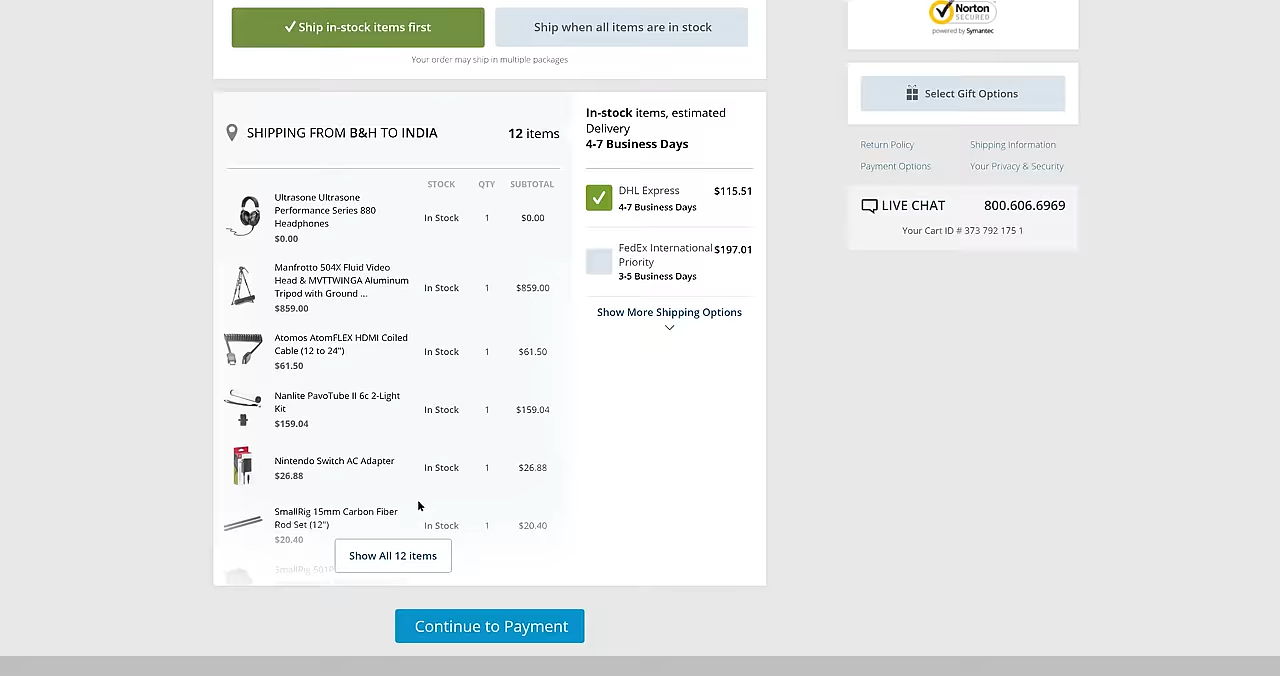 ✓ Ship in-stock items first
Ship when all items are in stock
Your order may ship in multiple packages
SHIPPING FROM B&H TO INDIA
12 items
STOCK QTY SUBTOTAL
Ultrasone Ultrasone
Performance Series 880
Headphones
$0.00
In Stock 1 $0.00
Manfrotto 504X Fluid Video
Head & MVTTWINGA Aluminum
Tripod with Ground ...
$859.00
In Stock 1 $859.00
Atomos AtomFLEX HDMI Coiled
Cable (12 to 24")
$61.50
In Stock 1 $61.50
Nanlite PavoTube II 6c 2-Light
Kit
$159.04
In Stock 1 $159.04
Nintendo Switch AC Adapter
$26.88
In Stock 1 $26.88
SmallRig 15mm Carbon Fiber
Rod Set (12")
$20.40
In Stock 1 $20.40
Show All 12 items
In-stock items, estimated
Delivery
4-7 Business Days
DHL Express $115.51
4-7 Business Days
FedEx International $197.01
Priority
3-5 Business Days
Show More Shipping Options
Continue to Payment
Norton
SECURED
powered by Symantec
Select Gift Options
Return Policy Shipping Information
Payment Options Your Privacy & Security
LIVE CHAT 800.606.6969
Your Cart ID # 373 792 175 1